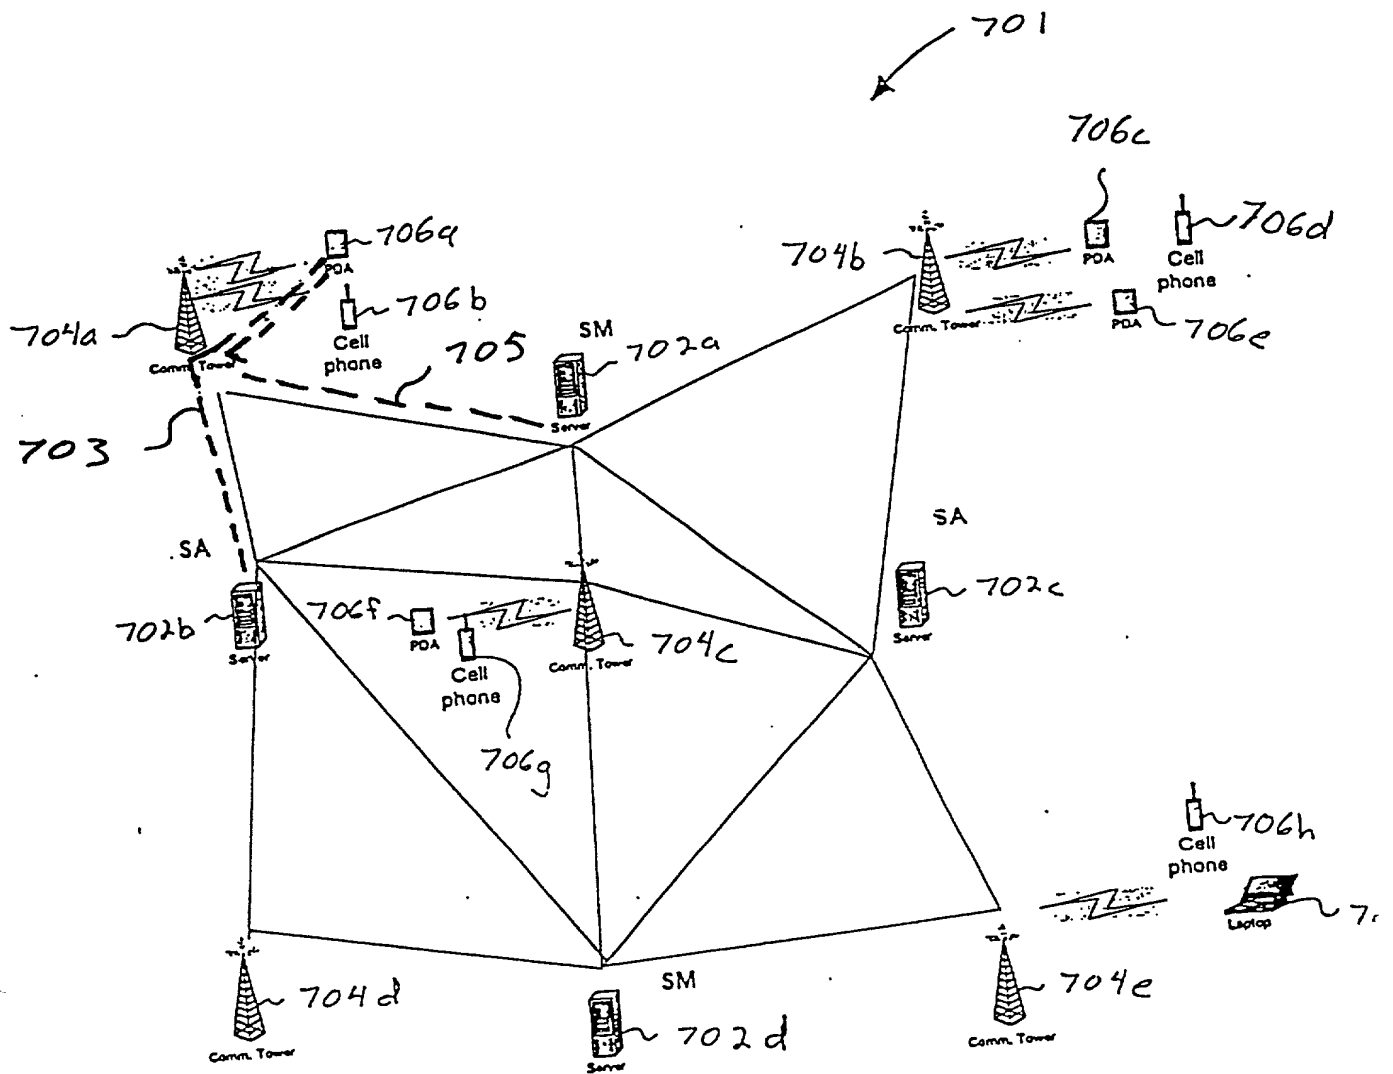 701
706c
706a
PDA
704b
PDA
706d
Cell
phone
704a
706b
Cell
phone
Comm. Tower
PDA
706e
Comm. Tower
SM
702a
705
Server
703
SA
SA
702c
Server
702b
Server
706f
PDA
Cell
phone
704c
Comm. Tower
706g
706h
Cell
phone
Laptop
704d
Comm. Tower
SM
702d
Server
704e
Comm. Tower